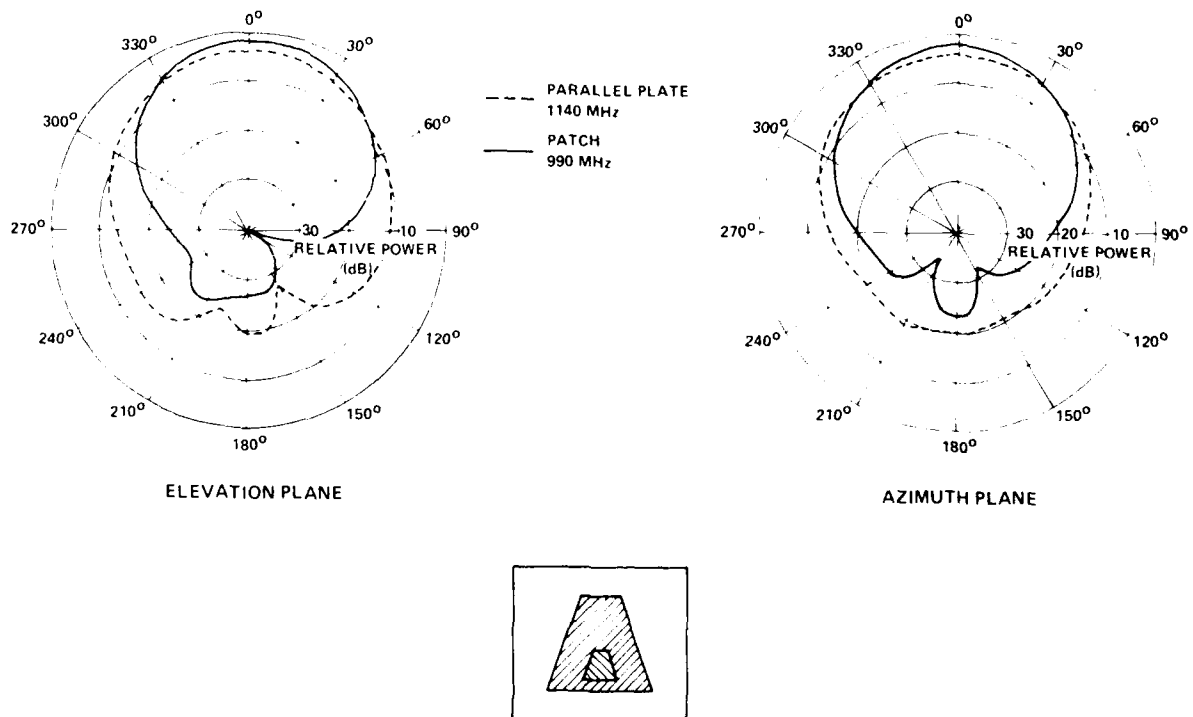 0°
330°
30°
300°
60°
270°
30
10
90°
RELATIVE POWER
(dB)
240°
120°
210°
150°
180°
ELEVATION PLANE
PARALLEL PLATE
1140 MHz
PATCH
990 MHz
0°
330°
30°
300°
60°
270°
30
20
10
90°
RELATIVE POWER
(dB)
240°
120°
210°
150°
180°
AZIMUTH PLANE